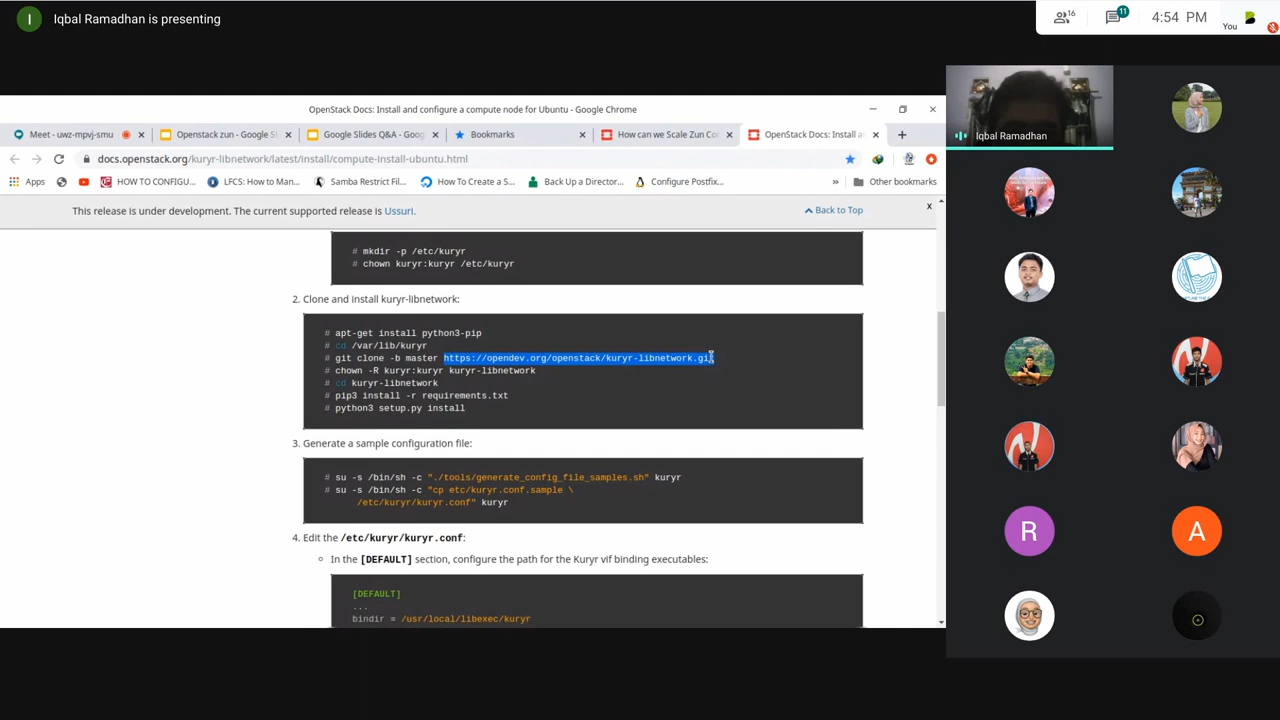 Iqbal Ramadhan is presenting
16
11
4:54 PM
You
OpenStack Docs: Install and configure a compute node for Ubuntu - Google Chrome
Meet - uwz-mpvj-smu
Openstack zun - Google Sl
Google Slides Q&A - Google
Bookmarks
How can we Scale Zun Cor
OpenStack Docs: Install an
docs.openstack.org/kuryr-libnetwork/latest/install/compute-install-ubuntu.html
Apps
HOW TO CONFIGU...
LFCS: How to Man...
Samba Restrict Fil...
How To Create a S...
Back Up a Director...
Configure Postfix...
»
Other bookmarks
This release is under development. The current supported release is Ussuri.
Back to Top
X
# mkdir -p /etc/kuryr
# chown kuryr:kuryr /etc/kuryr
2. Clone and install kuryr-libnetwork:
# apt-get install python3-pip
# cd /var/lib/kuryr
# git clone -b master https://opendev.org/openstack/kuryr-libnetwork.git
# chown -R kuryr:kuryr kuryr-libnetwork
# cd kuryr-libnetwork
# pip3 install -r requirements.txt
# python3 setup.py install
3. Generate a sample configuration file:
# su -s /bin/sh -c "./tools/generate_config_file_samples.sh" kuryr
# su -s /bin/sh -c "cp etc/kuryr.conf.sample \
/etc/kuryr/kuryr.conf" kuryr
4. Edit the /etc/kuryr/kuryr.conf:
In the [DEFAULT] section, configure the path for the Kuryr vif binding executables:
[DEFAULT]
...
bindir = /usr/local/libexec/kuryr
Iqbal Ramadhan
R
A